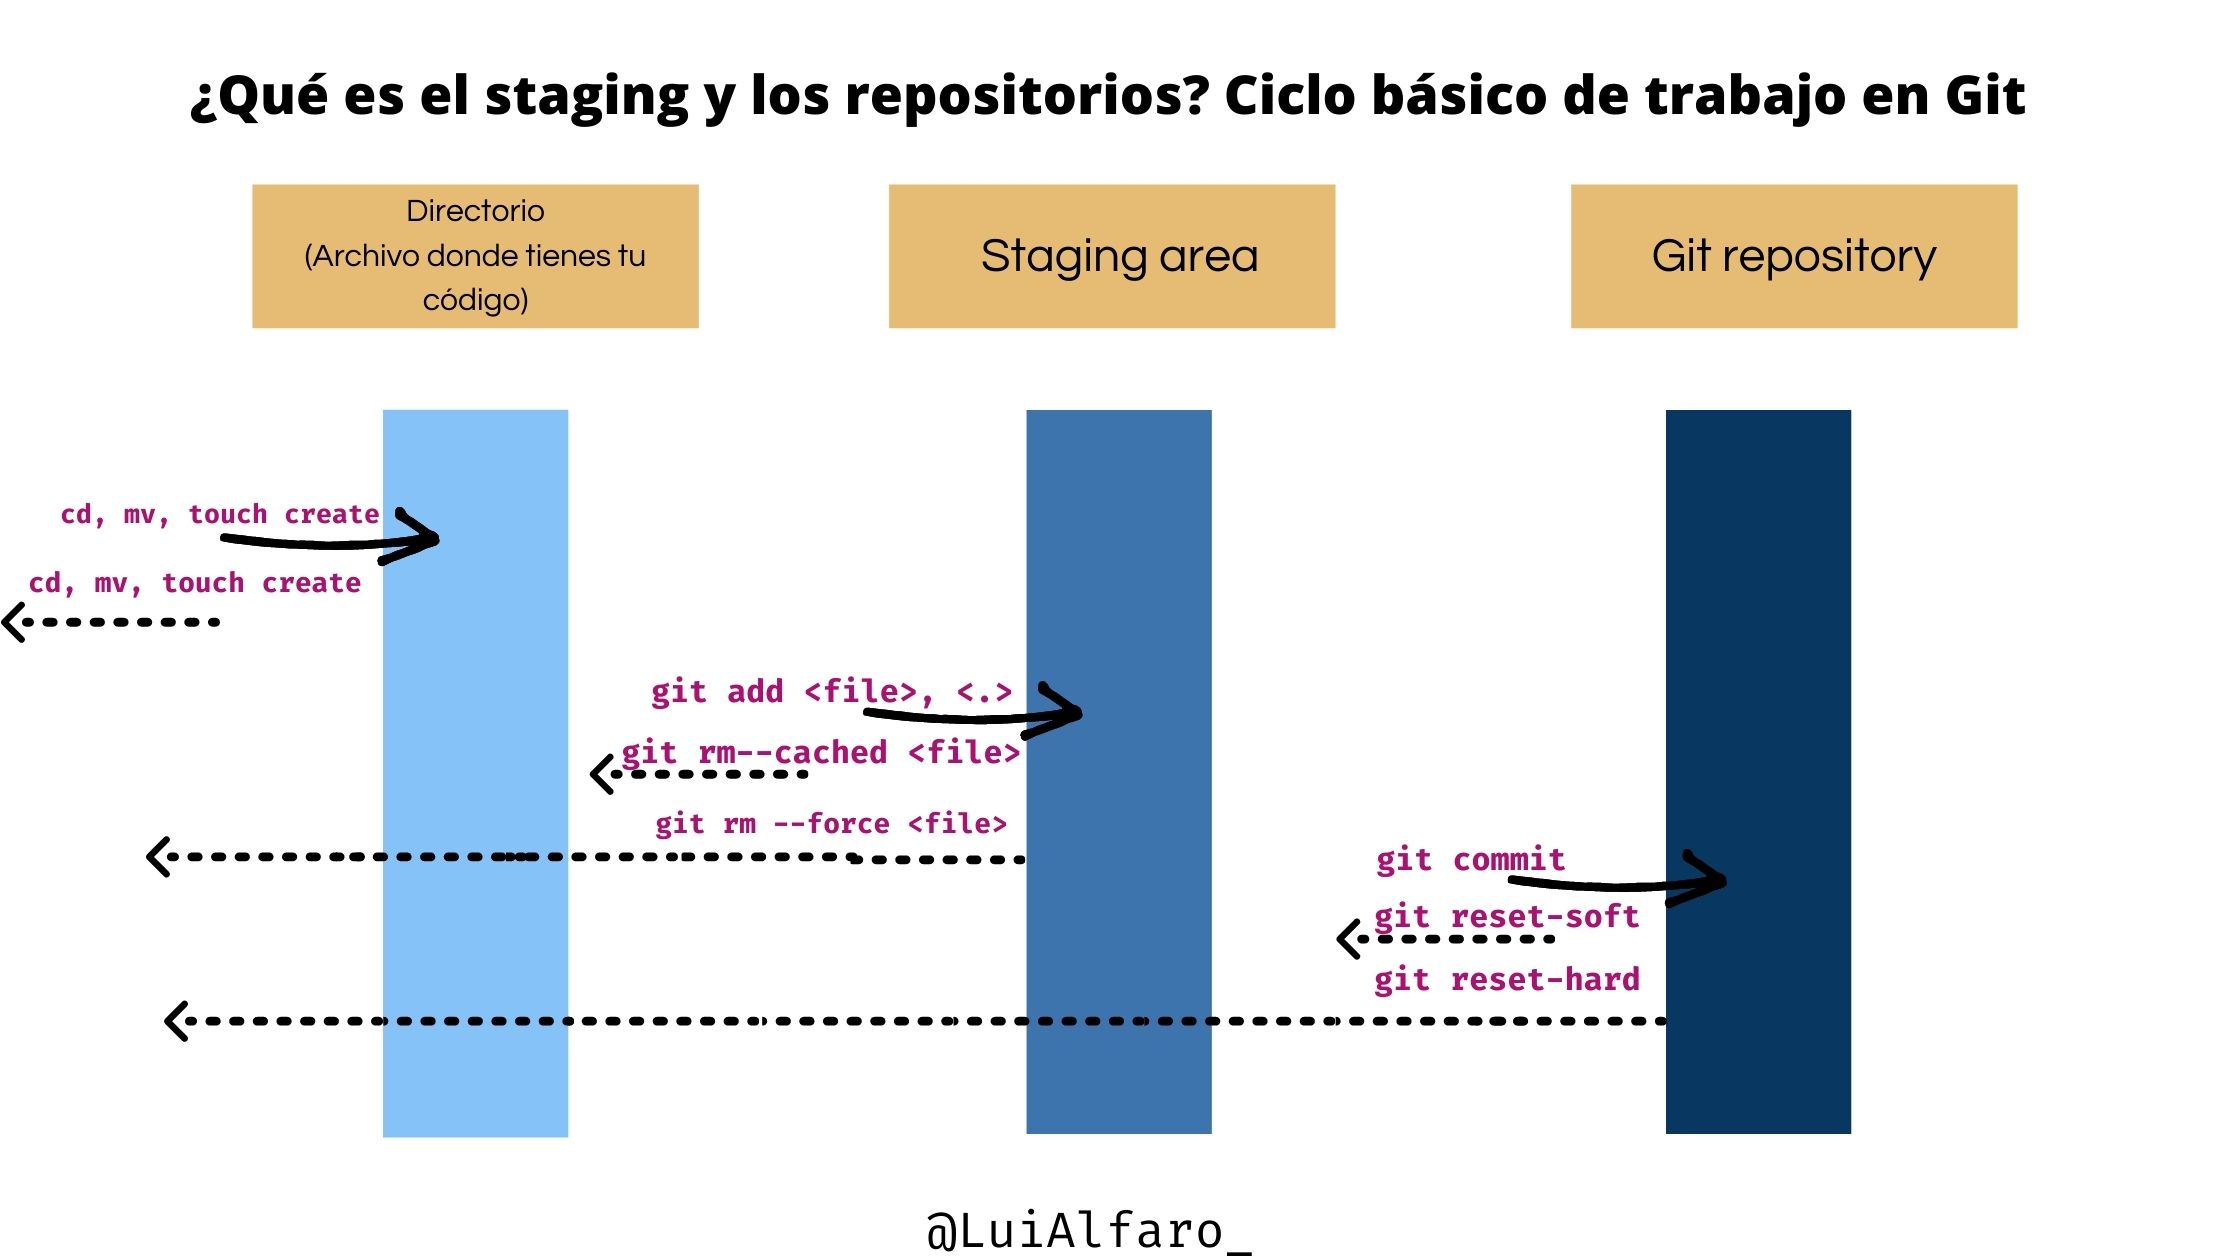 ¿Qué es el staging y los repositorios? Ciclo básico de trabajo en Git
Directorio
(Archivo donde tienes tu
código)
Staging area
Git repository
cd, mv, touch create
cd, mv, touch create
git add <file>, <.>
git rm--cached <file>
git rm --force <file>
git commit
git reset-soft
git reset-hard
@LuiAlfaro_